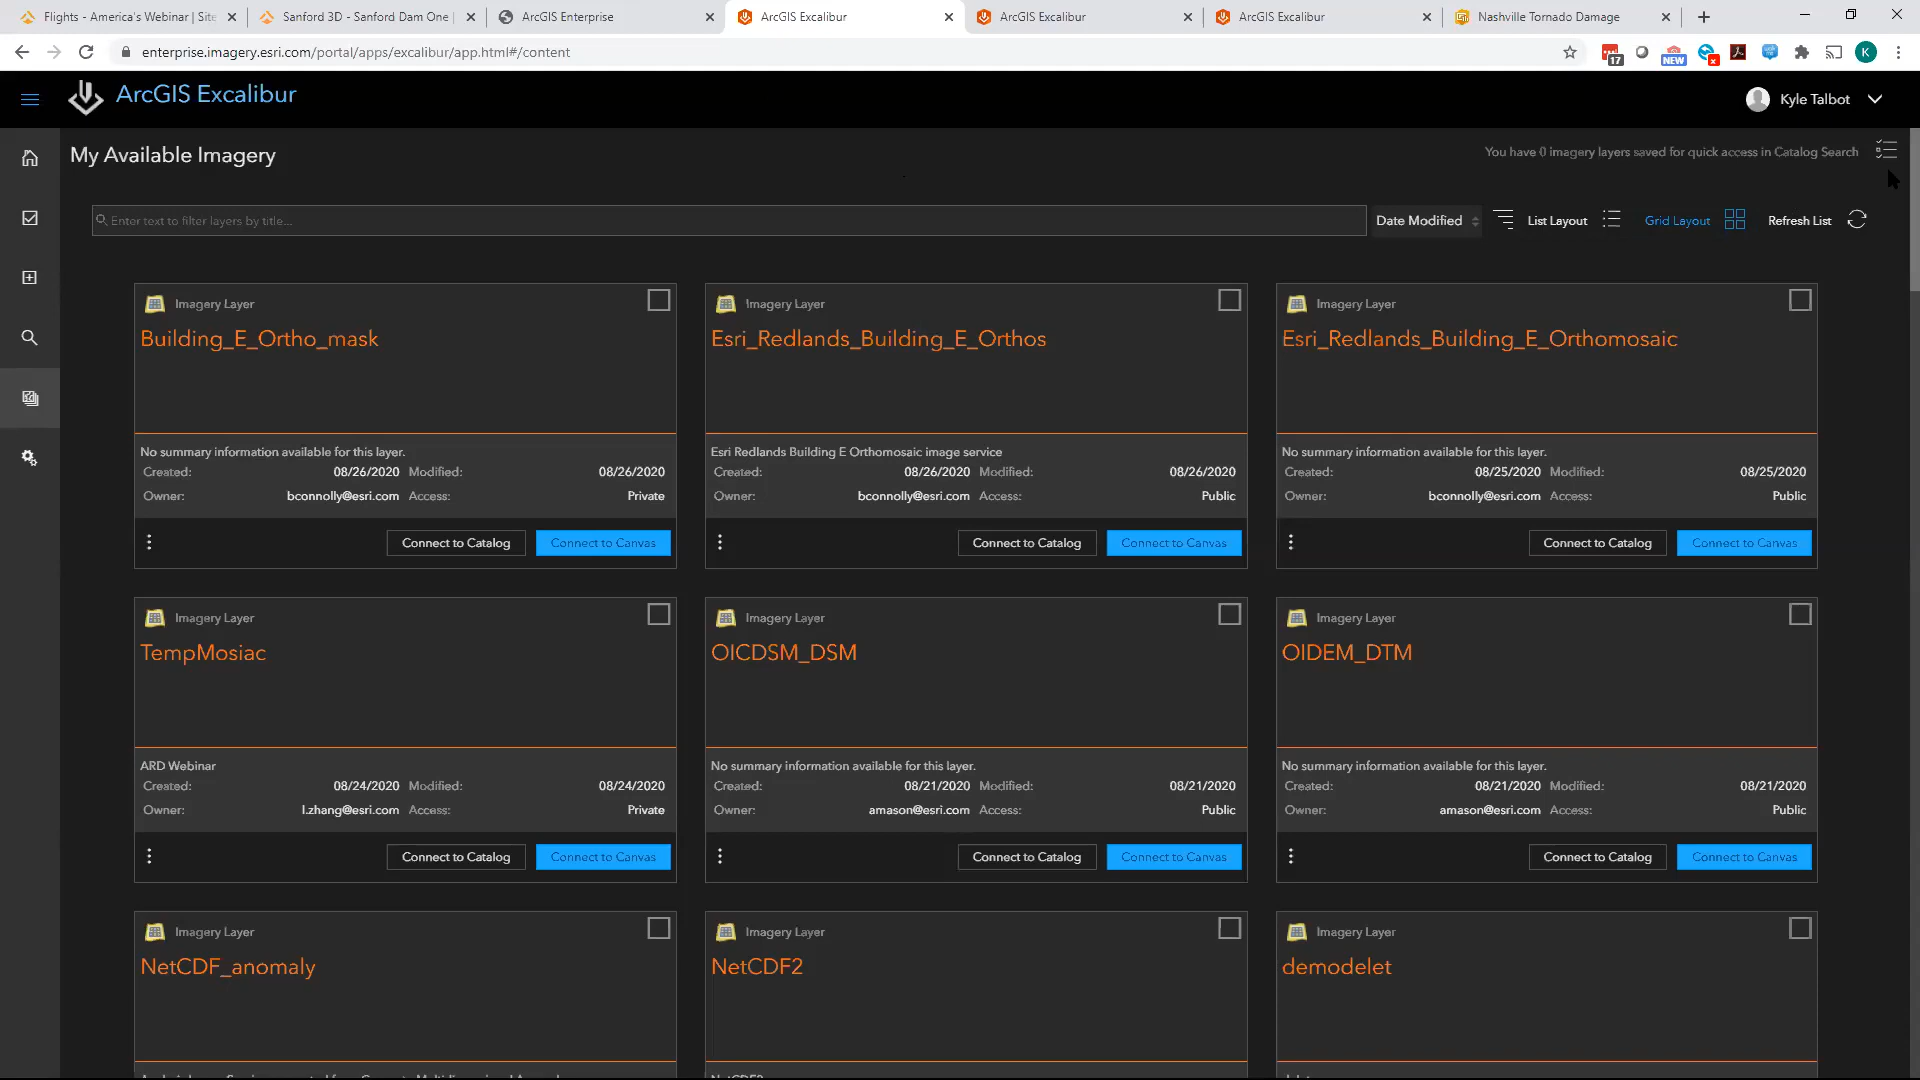 Flights - America's Webinar | Site
Sanford 3D - Sanford Dam One |
ArcGIS Enterprise
ArcGIS Excalibur
ArcGIS Excalibur
ArcGIS Excalibur
Nashville Tornado Damage
enterprise.imagery.esri.com/portal/apps/excalibur/app.html#/content
17
NEW
K
ArcGIS Excalibur
Kyle Talbot
My Available Imagery
You have 0 imagery layers saved for quick access in Catalog Search
Enter text to filter layers by title...
Date Modified
List Layout
Grid Layout
Refresh List
Imagery Layer
Building_E_Ortho_mask
No summary information available for this layer.
Created: 08/26/2020 Modified: 08/26/2020
Owner: bconnolly@esri.com Access: Private
Connect to Catalog
Connect to Canvas
Imagery Layer
Esri_Redlands_Building_E_Orthos
Esri Redlands Building E Orthomosaic image service
Created: 08/26/2020 Modified: 08/26/2020
Owner: bconnolly@esri.com Access: Public
Connect to Catalog
Connect to Canvas
Imagery Layer
Esri_Redlands_Building_E_Orthomosaic
No summary information available for this layer.
Created: 08/25/2020 Modified: 08/25/2020
Owner: bconnolly@esri.com Access: Public
Connect to Catalog
Connect to Canvas
Imagery Layer
TempMosiac
ARD Webinar
Created: 08/24/2020 Modified: 08/24/2020
Owner: l.zhang@esri.com Access: Private
Connect to Catalog
Connect to Canvas
Imagery Layer
OICDSM_DSM
No summary information available for this layer.
Created: 08/21/2020 Modified: 08/21/2020
Owner: amason@esri.com Access: Public
Connect to Catalog
Connect to Canvas
Imagery Layer
OIDEM_DTM
No summary information available for this layer.
Created: 08/21/2020 Modified: 08/21/2020
Owner: amason@esri.com Access: Public
Connect to Catalog
Connect to Canvas
Imagery Layer
NetCDF_anomaly
Imagery Layer
NetCDF2
NetCDF2
Imagery Layer
demodelet